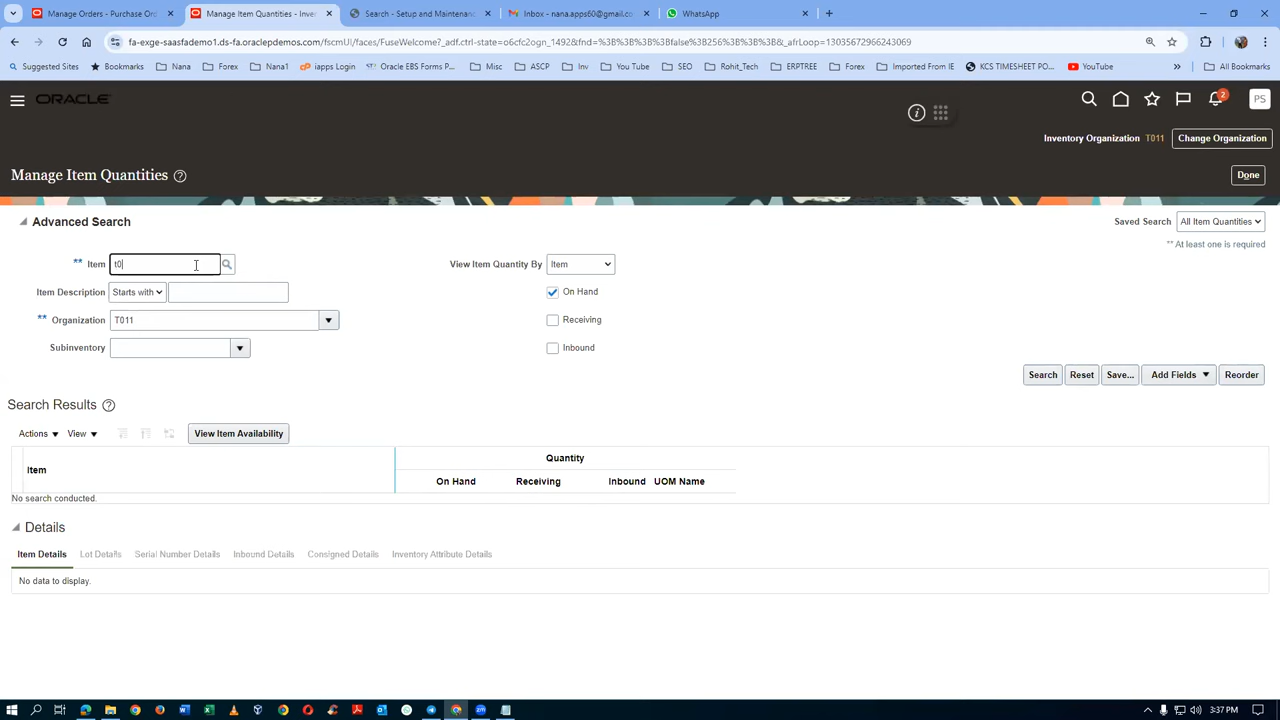 Manage Orders - Purchase Ord
Manage Item Quantities - Invent
Search - Setup and Maintenanc
Inbox - nana.apps60@gmail.co
WhatsApp
fa-exge-saasfademo1.ds-fa.oraclepdemos.com/fscmUI/faces/FuseWelcome?_adf.ctrl-state=o6cfc2ogn_1492&fnd=%3B%3B%3B%3Bfalse%3B256%3B%3B%3B&_afrLoop=13035672966243069
Suggested Sites
Bookmarks
Nana
Forex
Nana1
iapps Login
Oracle EBS Forms P...
Misc
ASCP
Inv
You Tube
SEO
Rohit_Tech
ERPTREE
Forex
Imported From IE
KCS TIMESHEET PO...
YouTube
»
All Bookmarks
ORACLE
2
PS
Inventory Organization T011 Change Organization
Manage Item Quantities
Done
Advanced Search
Saved Search All Item Quantities
** At least one is required
** Item t0
View Item Quantity By Item
Item Description Starts with
On Hand
** Organization T011
Receiving
Subinventory
Inbound
Search Reset Save... Add Fields Reorder
Search Results
Actions View View Item Availability
Quantity
Item
On Hand Receiving Inbound UOM Name
No search conducted.
Details
Item Details Lot Details Serial Number Details Inbound Details Consigned Details Inventory Attribute Details
No data to display.
3:37 PM